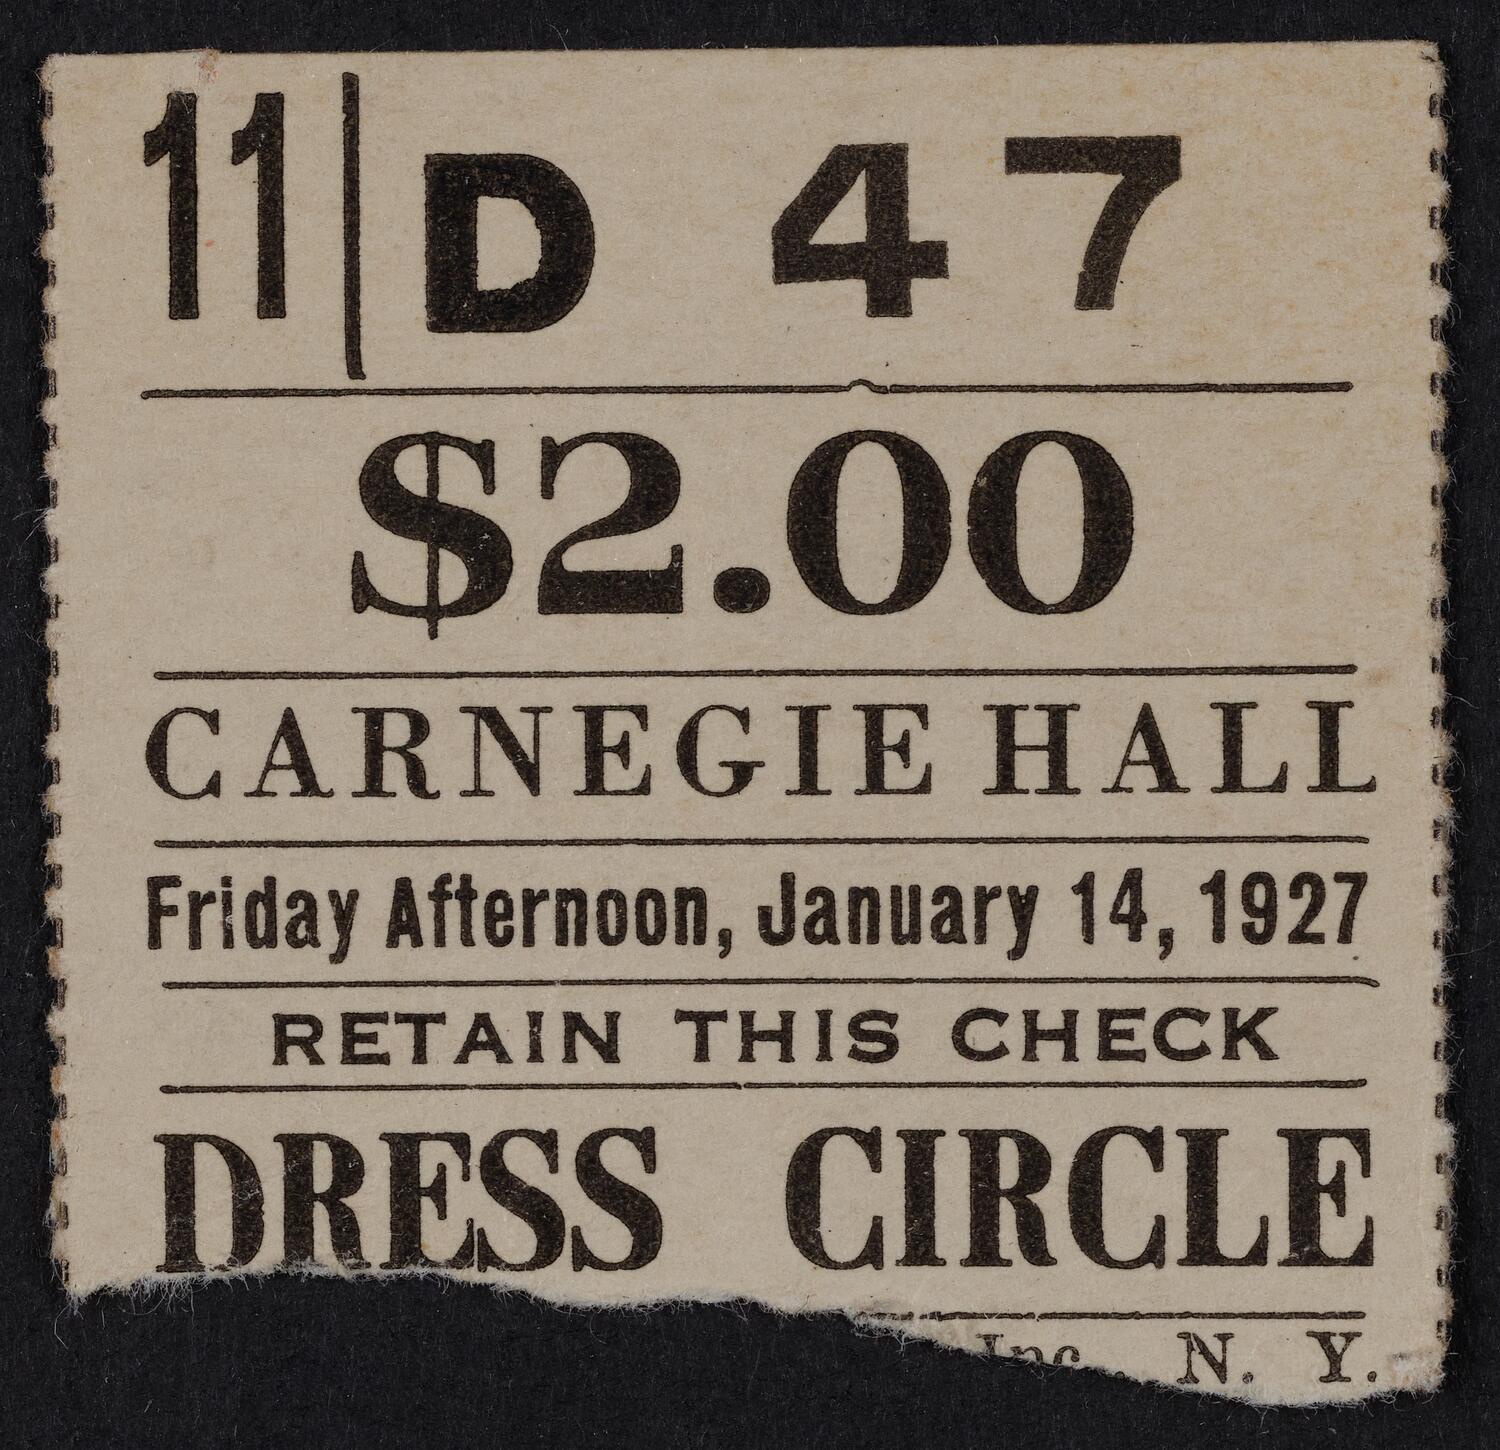 11 | D 47
$2.00
CARNEGIE HALL
Friday Afternoon, January 14, 1927
RETAIN THIS CHECK
DRESS CIRCLE
Inc., N. Y.